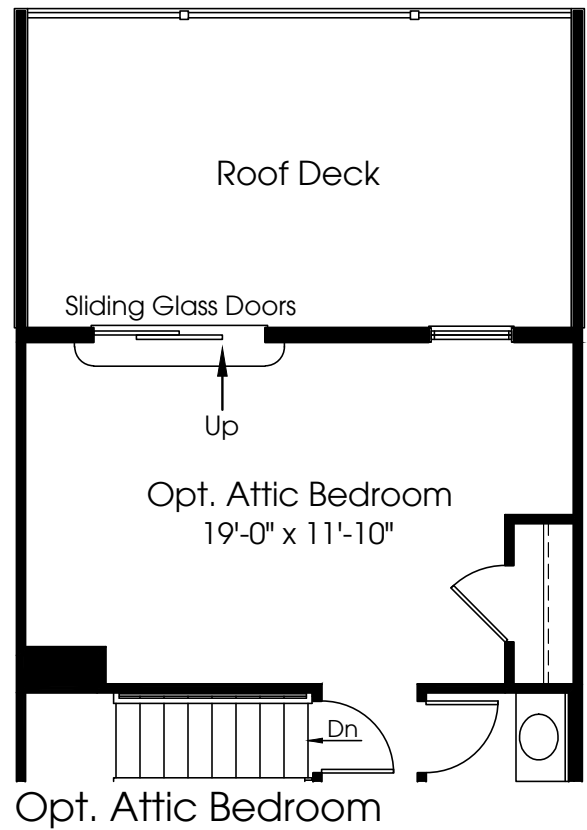 Roof Deck
Sliding Glass Doors
Up
Opt. Attic Bedroom
19'-0" x 11'-10"
Dn
Opt. Attic Bedroom